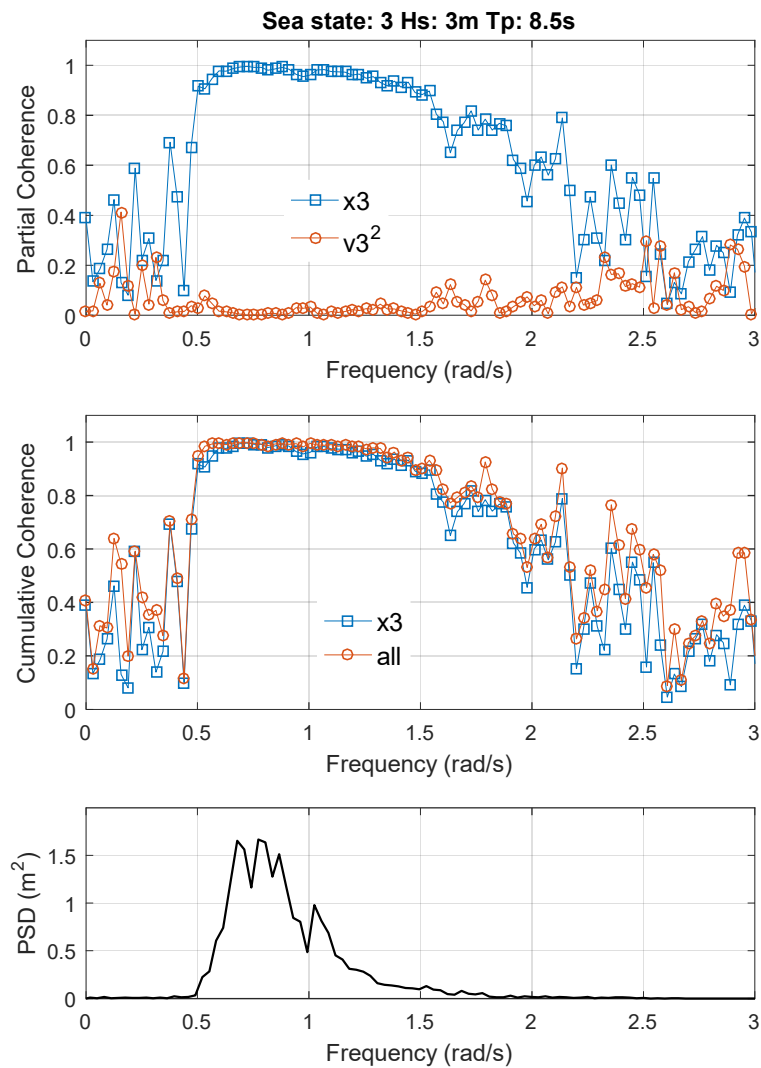 Sea state: 3 Hs: 3m Tp: 8.5s
Partial Coherence
1
0.8
0.6
0.4
0.2
0
x3
v3²
0 0.5 1 1.5 2 2.5 3
Frequency (rad/s)
Cumulative Coherence
1
0.8
0.6
0.4
0.2
0
x3
all
0 0.5 1 1.5 2 2.5 3
Frequency (rad/s)
PSD (m²)
1.5
1
0.5
0
0 0.5 1 1.5 2 2.5 3
Frequency (rad/s)